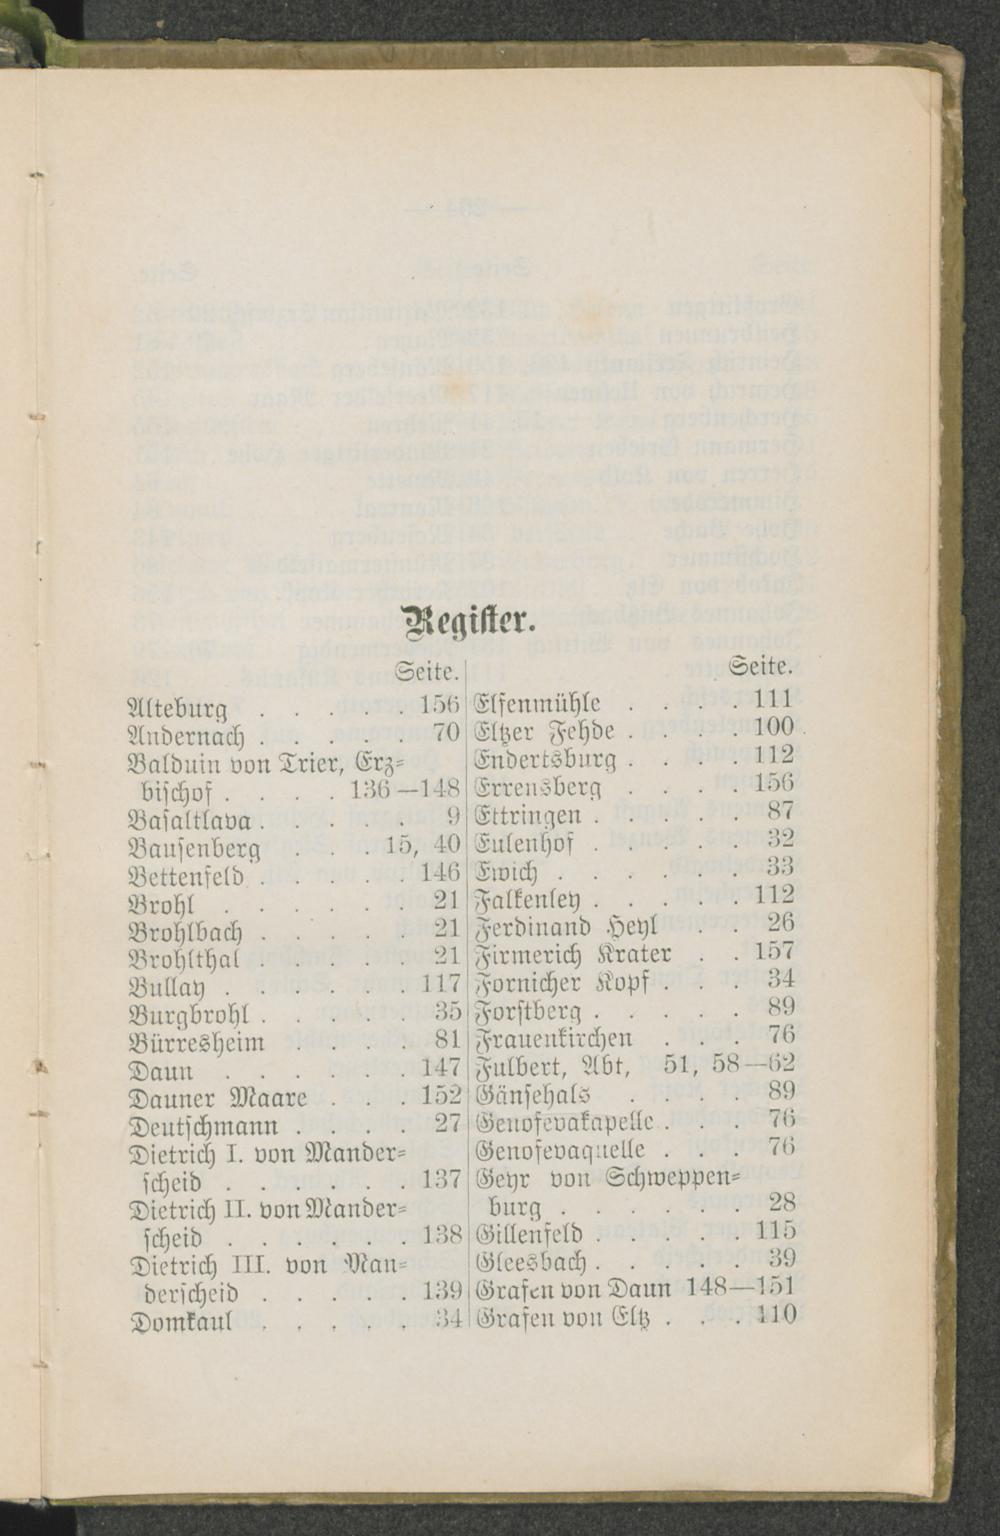 Register.
Seite.
Alteburg . . . . . 156
Andernach . . . . . 70
Balduin von Trier, Erz=
bischof . . . . 136—148
Basaltlava . . . . . 9
Bausenberg . . . 15, 40
Bettenfeld . . . . . 146
Brohl . . . . . . 21
Brohlbach . . . . . 21
Brohlthal . . . . . 21
Bullay . . . . . . 117
Burgbrohl . . . . . 35
Bürresheim . . . . 81
Daun . . . . . . 147
Dauner Maare . . . 152
Deutschmann . . . . 27
Dietrich I. von Mander=
scheid . . . . . . 137
Dietrich II. von Mander=
scheid . . . . . . 138
Dietrich III. von Man=
derscheid . . . . . 139
Domkaul . . . . . 34
Seite.
Elfenmühle . . . . 111
Eltzer Fehde . . . . 100
Endertsburg . . . . 112
Errensberg . . . . 156
Ettringen . . . . . 87
Eulenhof . . . . . 32
Ewich . . . . . . 33
Falkenley . . . . . 112
Ferdinand Heyl . . 26
Firmerich Krater . . 157
Fornicher Kopf . . . 34
Forstberg . . . . . 89
Frauenkirchen . . . 76
Fulbert, Abt, 51, 58—62
Gänsehals . . . . 89
Genofevakapelle . . . 76
Genofevaquelle . . . 76
Geyr von Schweppen=
burg . . . . . . 28
Gillenfeld . . . . . 115
Gleesbach . . . . . 39
Grafen von Daun 148—151
Grafen von Eltz . . . 110